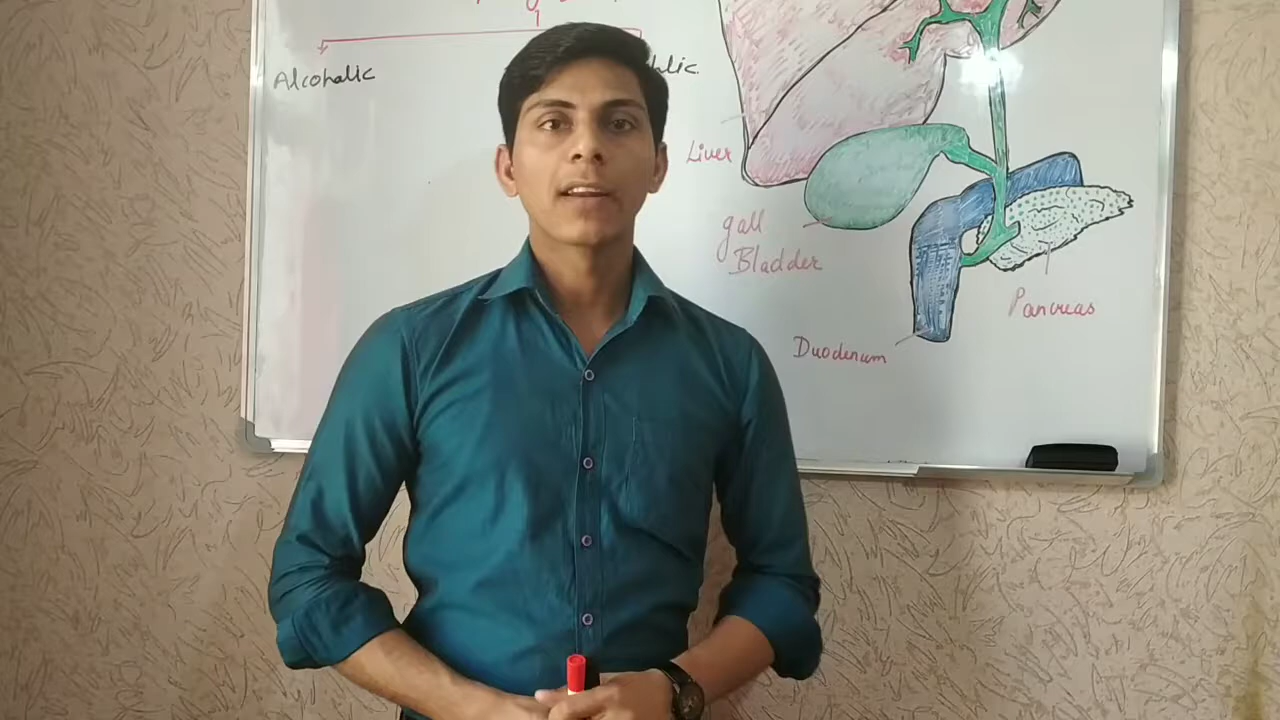 Alcoholic
Liver
gall
Bladder
Pancreas
Duodenum